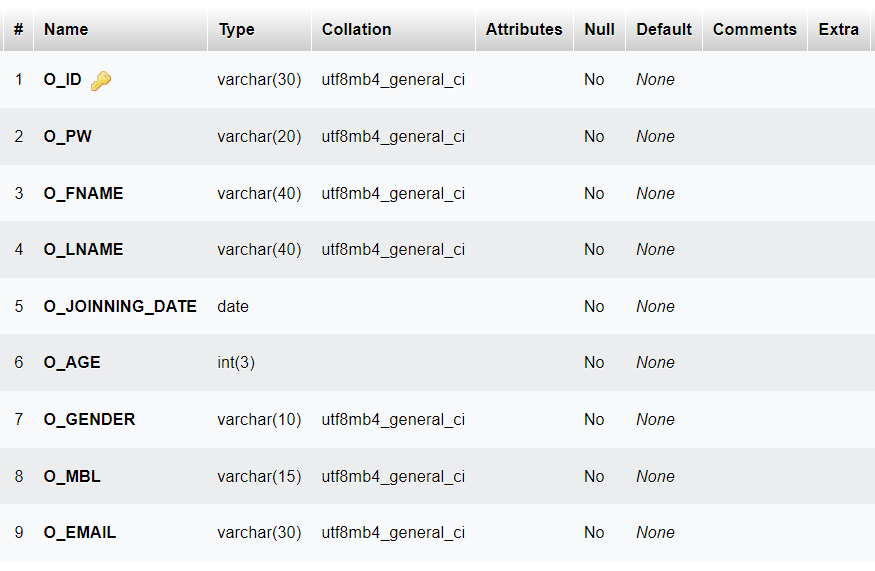 # Name Type Collation Attributes Null Default Comments Extra
1 O_ID varchar(30) utf8mb4_general_ci No None
2 O_PW varchar(20) utf8mb4_general_ci No None
3 O_FNAME varchar(40) utf8mb4_general_ci No None
4 O_LNAME varchar(40) utf8mb4_general_ci No None
5 O_JOINNING_DATE date No None
6 O_AGE int(3) No None
7 O_GENDER varchar(10) utf8mb4_general_ci No None
8 O_MBL varchar(15) utf8mb4_general_ci No None
9 O_EMAIL varchar(30) utf8mb4_general_ci No None